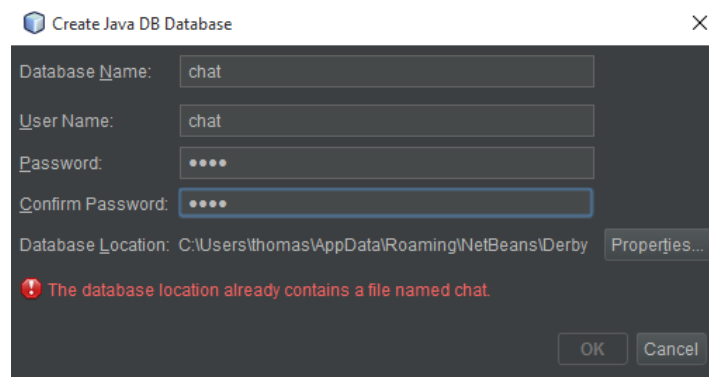 Create Java DB Database
Database Name: chat
User Name: chat
Password: ••••
Confirm Password: ••••
Database Location: C:\Users\thomas\AppData\Roaming\NetBeans\Derby Properties...
The database location already contains a file named chat.
OK Cancel